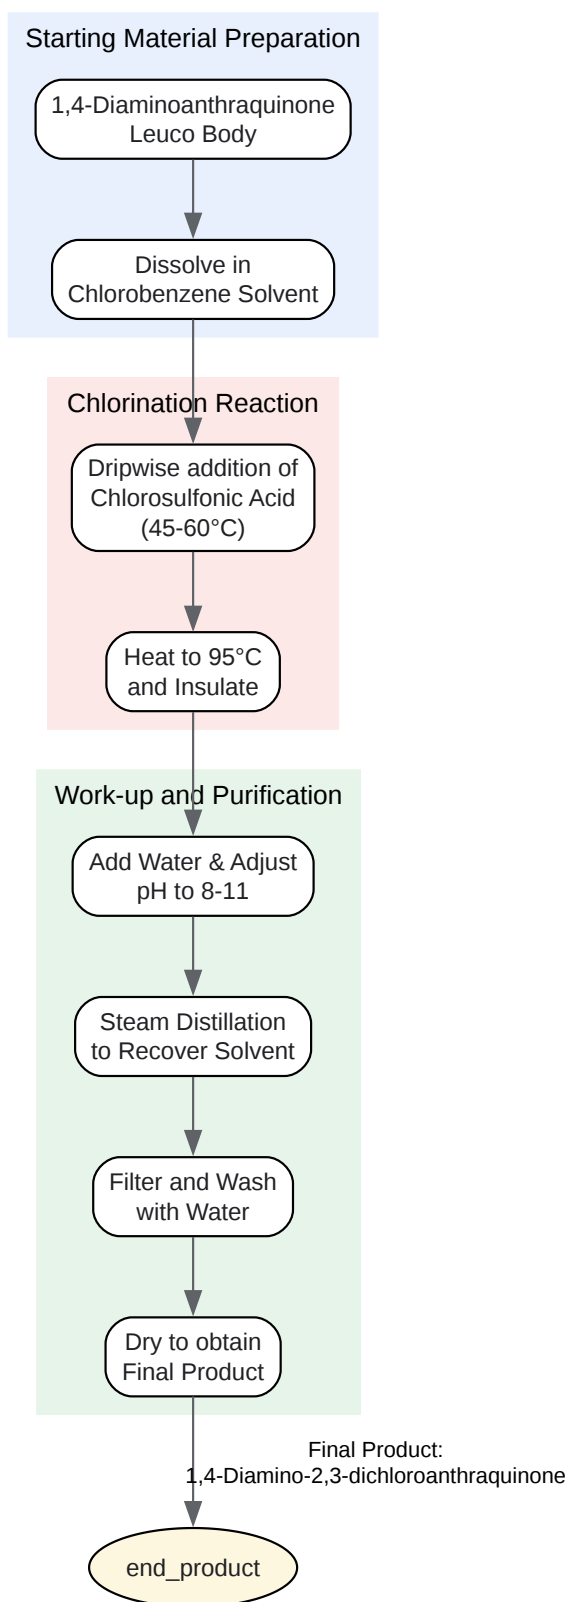 Starting Material Preparation
1,4-Diaminoanthraquinone
Leuco Body
Dissolve in
Chlorobenzene Solvent
Chlorination Reaction
Dripwise addition of
Chlorosulfonic Acid
(45-60°C)
Heat to 95°C
and Insulate
Work-up and Purification
Add Water & Adjust
pH to 8-11
Steam Distillation
to Recover Solvent
Filter and Wash
with Water
Dry to obtain
Final Product
Final Product:
1,4-Diamino-2,3-dichloroanthraquinone
end_product